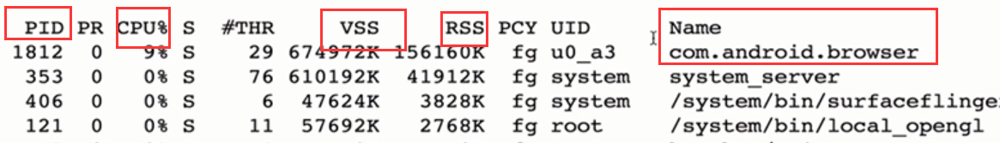 PID PR CPU% S #THR VSS RSS PCY UID Name
1812 0 9% S 29 674972K 156160K fg u0_a3 com.android.browser
353 0 0% S 76 610192K 41912K fg system system_server
406 0 0% S 6 47624K 3828K fg system /system/bin/surfaceflinge
121 0 0% S 11 57692K 2768K fg root /system/bin/local_opengl